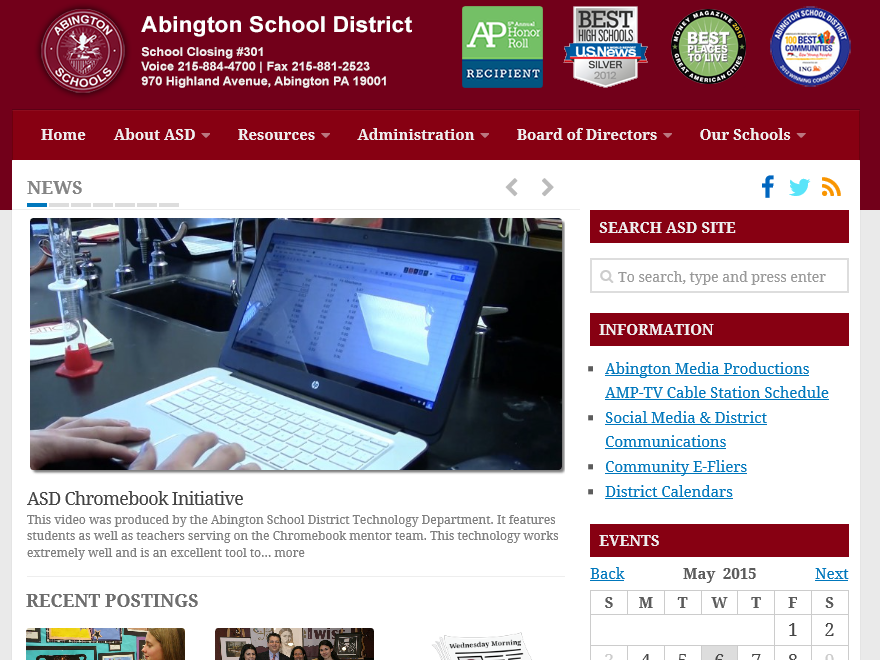 ABINGTON
SCHOOLS
Abington School District
School Closing #301
Voice 215-884-4700 | Fax 215-881-2523
970 Highland Avenue, Abington PA 19001
AP
5th Annual
Honor
Roll
RECIPIENT
BEST
HIGH SCHOOLS
U.S.News
SILVER
2012
MONEY MAGAZINE 2010
BEST
PLACES
TO LIVE
GREAT AMERICAN CITIES
ABINGTON SCHOOL DISTRICT
100 BEST
COMMUNITIES
ING
2012 WINNING COMMUNITY
Home About ASD Resources Administration Board of Directors Our Schools
NEWS
hp
ASD Chromebook Initiative
This video was produced by the Abington School District Technology Department. It features
students as well as teachers serving on the Chromebook mentor team. This technology works
extremely well and is an excellent tool to... more
RECENT POSTINGS
Wednesday Morning
SEARCH ASD SITE
To search, type and press enter
INFORMATION
Abington Media Productions
AMP-TV Cable Station Schedule
Social Media & District
Communications
Community E-Fliers
District Calendars
EVENTS
Back May 2015 Next
S M T W T F S
1 2
3 4 5 6 7 8 9